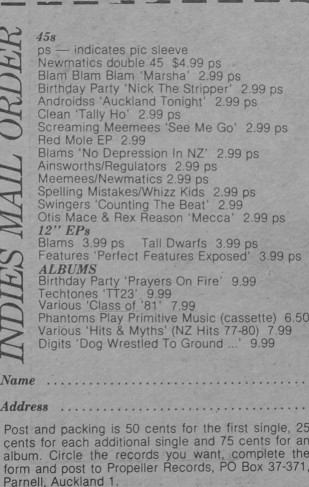 INDIES MAIL ORDER
45s
ps — indicates pic sleeve
Newmatics double 45 $4.99 ps
Blam Blam Blam 'Marsha' 2.99 ps
Birthday Party 'Nick The Stripper' 2.99 ps
Androidss 'Auckland Tonight' 2.99 ps
Clean 'Tally Ho' 2.99 ps
Screaming Meemees 'See Me Go' 2.99 ps
Red Mole EP 2.99
Blams 'No Depression In NZ' 2.99 ps
Ainsworths/Regulators 2.99 ps
Meemees/Newmatics 2.99 ps
Spelling Mistakes/Whizz Kids 2.99 ps
Swingers 'Counting The Beat' 2.99 ps
Otis Mace & Rex Reason 'Mecca' 2.99 ps
12" EPs
Blams 3.99 ps Tall Dwarfs 3.99 ps
Features 'Perfect Features Exposed' 3.99 ps
ALBUMS
Birthday Party 'Prayers On Fire' 9.99
Techtones 'TT23' 9.99
Various 'Class of '81' 7.99
Phantoms Play Primitive Music (cassette) 6.50
Various 'Hits & Myths' (NZ Hits 77-80) 7.99
Digits 'Dog Wrestled To Ground ...' 9.99
Name ................................
Address ................................
Post and packing is 50 cents for the first single, 25
cents for each additional single and 75 cents for an
album. Circle the records you want, complete the
form and post to Propeller Records, PO Box 37-371,
Parnell, Auckland 1.